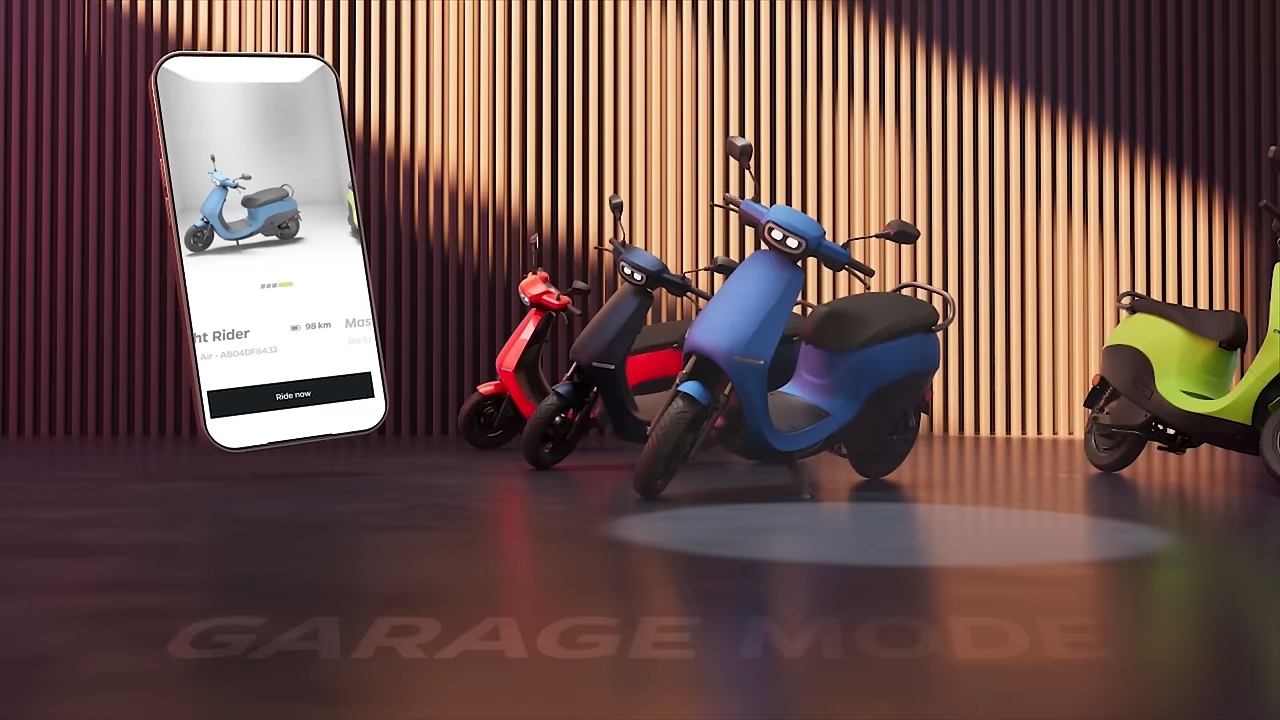 ht Rider
98 km
Mas
Air • AB04DF8432
Ride now
GARAGE MODE